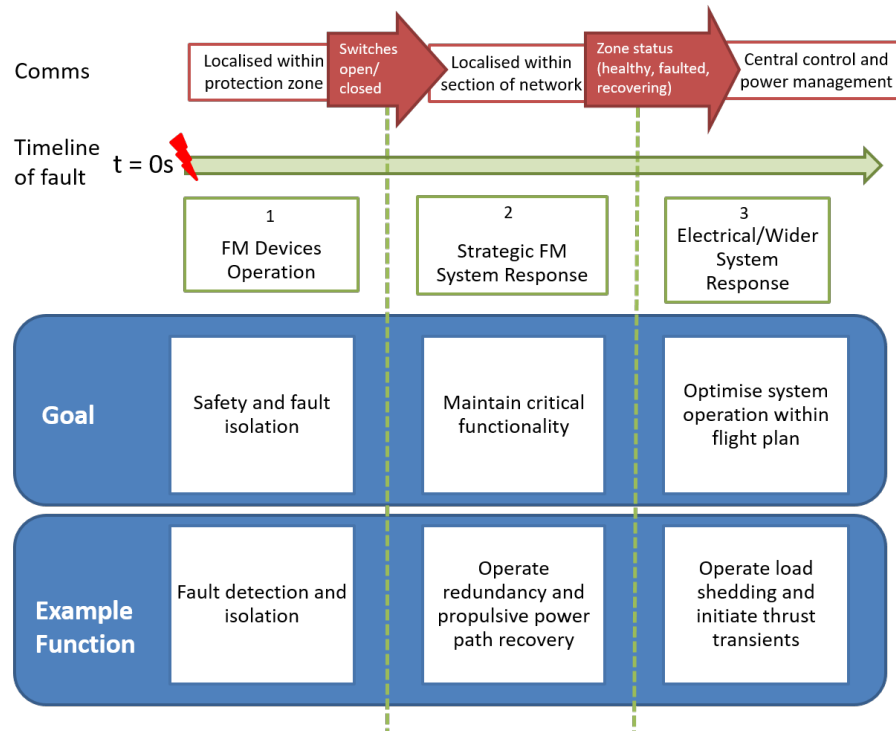 Comms
Localised within
protection zone
Switches
open/
closed
Localised within
section of network
Zone status
(healthy, faulted,
recovering)
Central control and
power management
Timeline
of fault
t = 0s
1
FM Devices
Operation
2
Strategic FM
System Response
3
Electrical/Wider
System
Response
Goal
Safety and fault
isolation
Maintain critical
functionality
Optimise system
operation within
flight plan
Example
Function
Fault detection and
isolation
Operate
redundancy and
propulsive power
path recovery
Operate load
shedding and
initiate thrust
transients